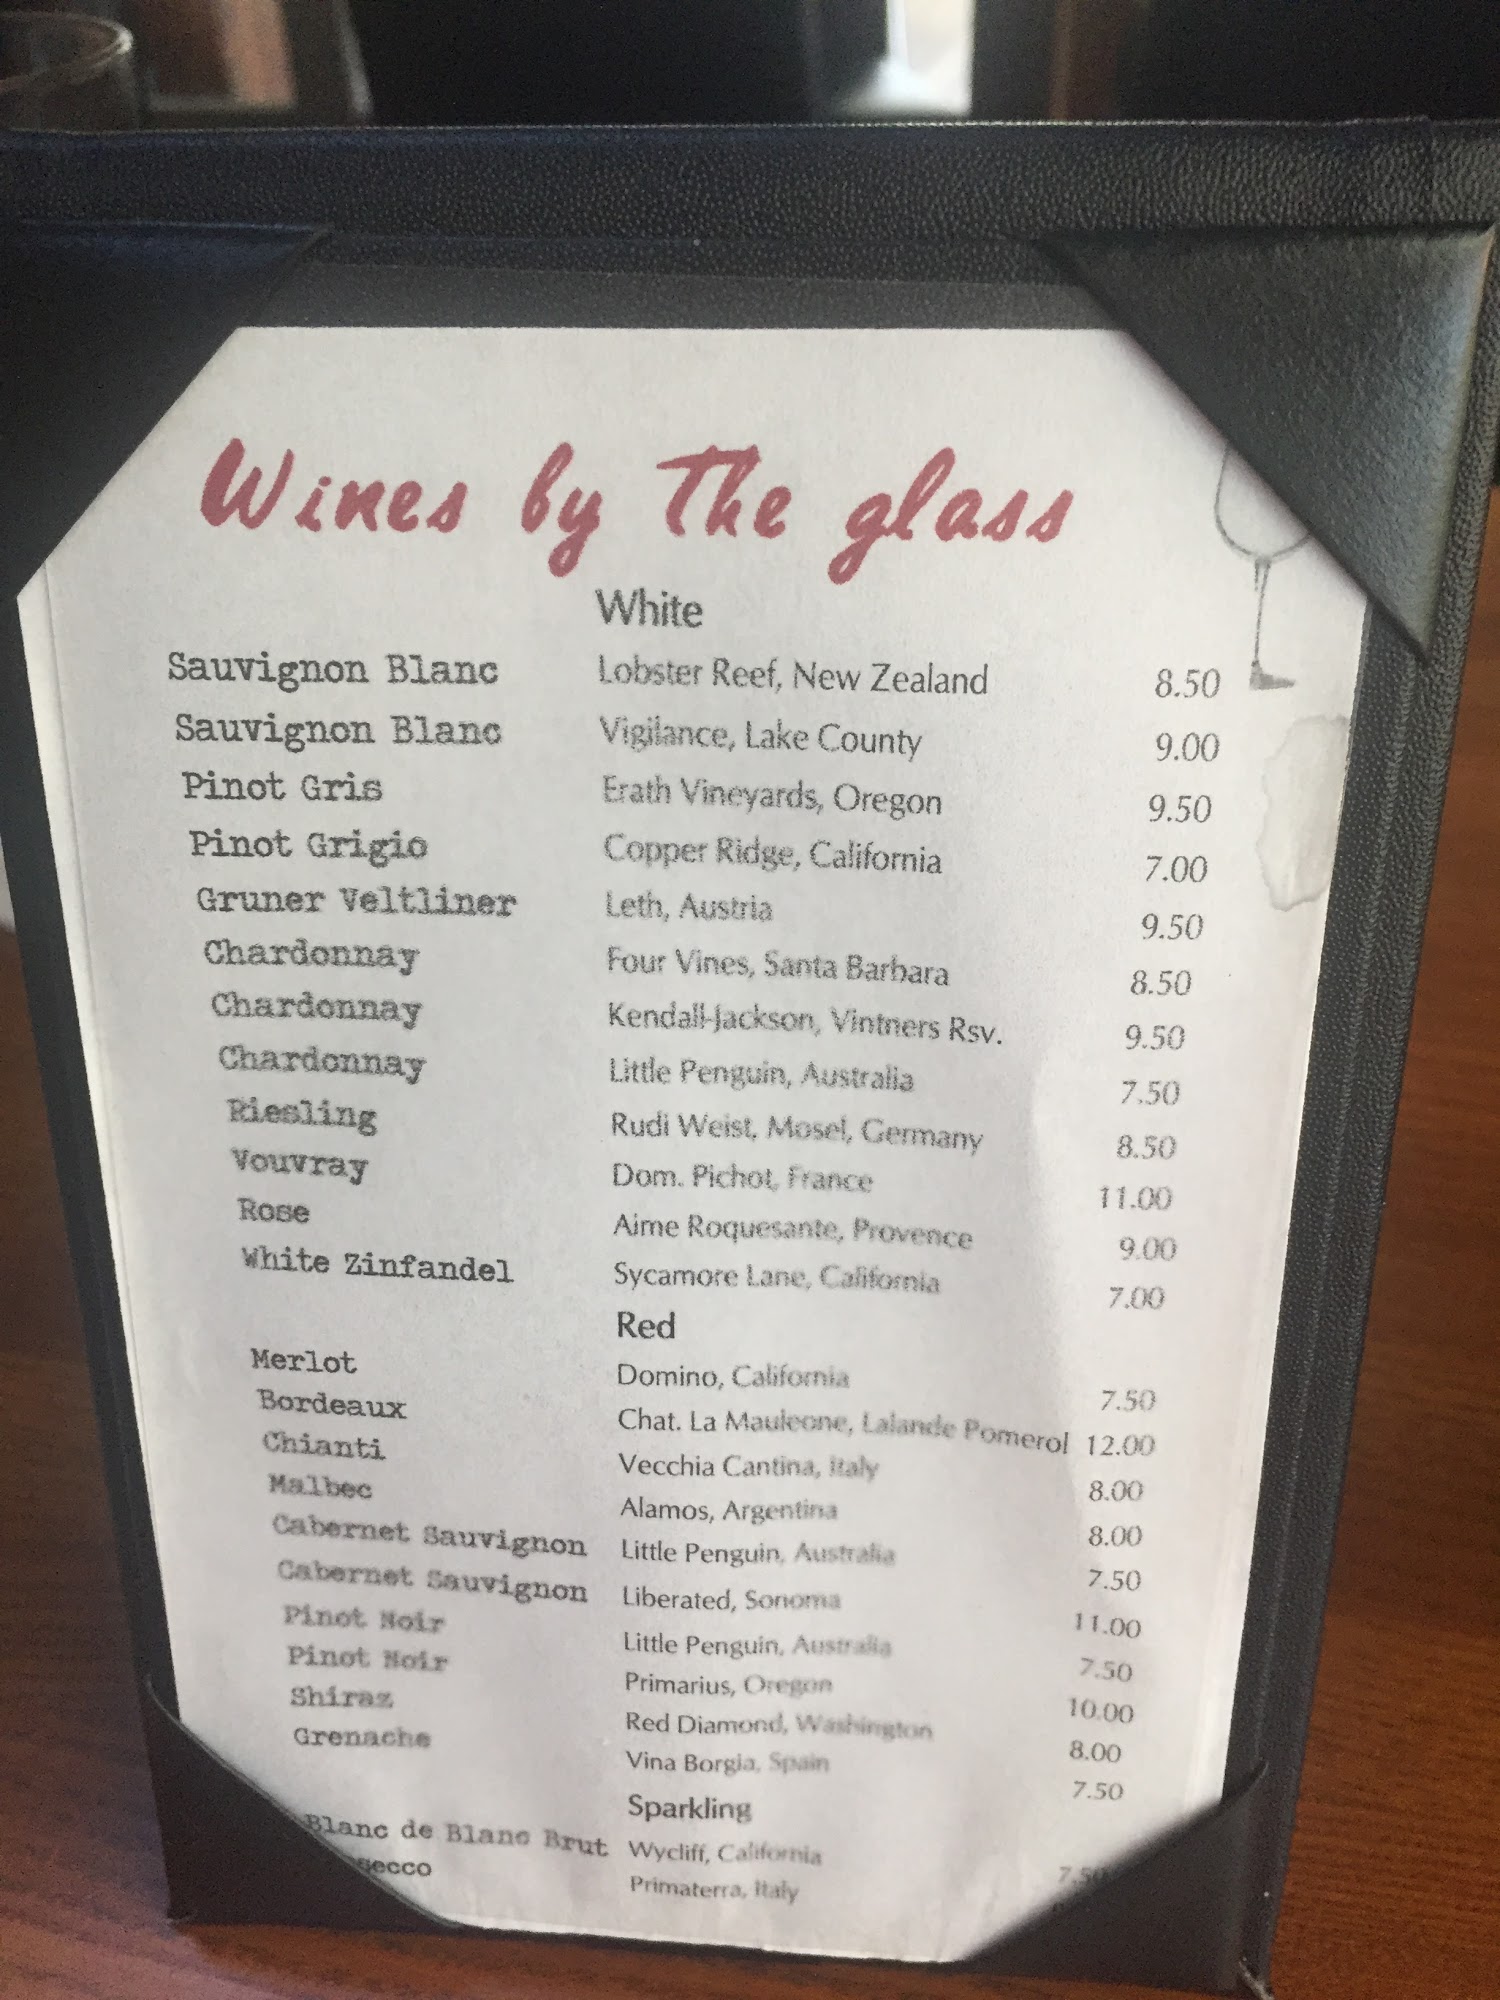 Wines by The glass
White
Sauvignon Blanc Lobster Reef, New Zealand 8.50
Sauvignon Blanc Vigilance, Lake County 9.00
Pinot Gris Erath Vineyards, Oregon 9.50
Pinot Grigio Copper Ridge, California 7.00
Gruner Veltliner Leth, Austria 9.50
Chardonnay Four Vines, Santa Barbara 8.50
Chardonnay Kendall-Jackson, Vintners Rsv. 9.50
Chardonnay Little Penguin, Australia 7.50
Riesling Rudi Weist, Mosel, Germany 8.50
Vouvray Dom. Pichot, France 11.00
Rose Aime Roquesante, Provence 9.00
White Zinfandel Sycamore Lane, California 7.00
Red
Merlot Domino, California 7.50
Bordeaux Chat. La Mauleone, Lalande Pomerol 12.00
Chianti Vecchia Cantina, Italy 8.00
Malbec Alamos, Argentina 8.00
Cabernet Sauvignon Little Penguin, Australia 7.50
Cabernet Sauvignon Liberated, Sonoma 11.00
Pinot Noir Little Penguin, Australia 7.50
Pinot Noir Primarius, Oregon 10.00
Shiraz Red Diamond, Washington 8.00
Grenache Vina Borgia, Spain 7.50
Sparkling
Blanc de Blanc Brut Wycliff, California 7.50
secco Primaterra, Italy